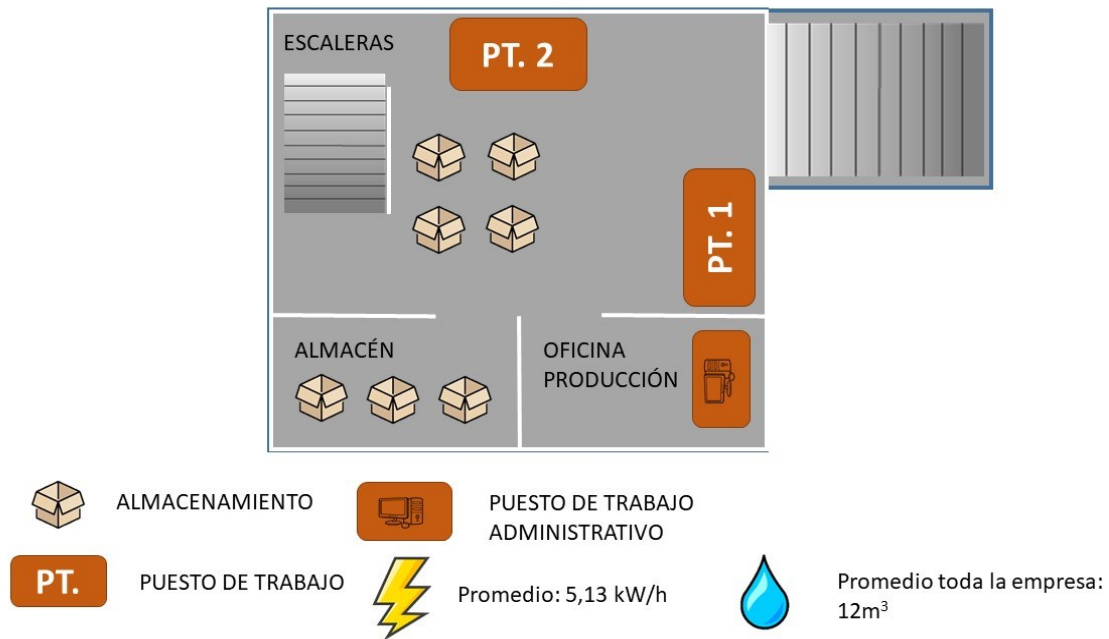 ESCALERAS
PT. 2
PT. 1
ALMACÉN
OFICINA
PRODUCCIÓN
ALMACENAMIENTO
PUESTO DE TRABAJO
ADMINISTRATIVO
PT.
PUESTO DE TRABAJO
Promedio: 5,13 kW/h
Promedio toda la empresa:
12m³